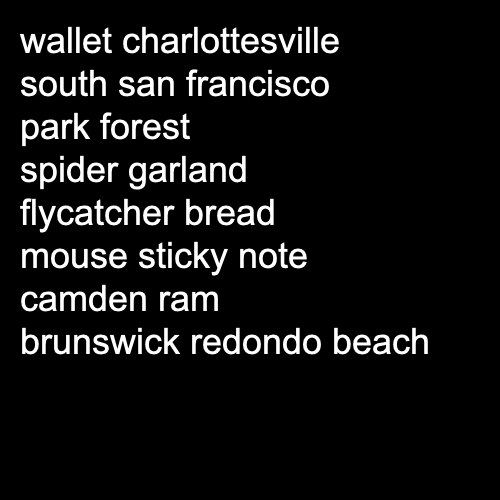 wallet charlottesville
south san francisco
park forest
spider garland
flycatcher bread
mouse sticky note
camden ram
brunswick redondo beach